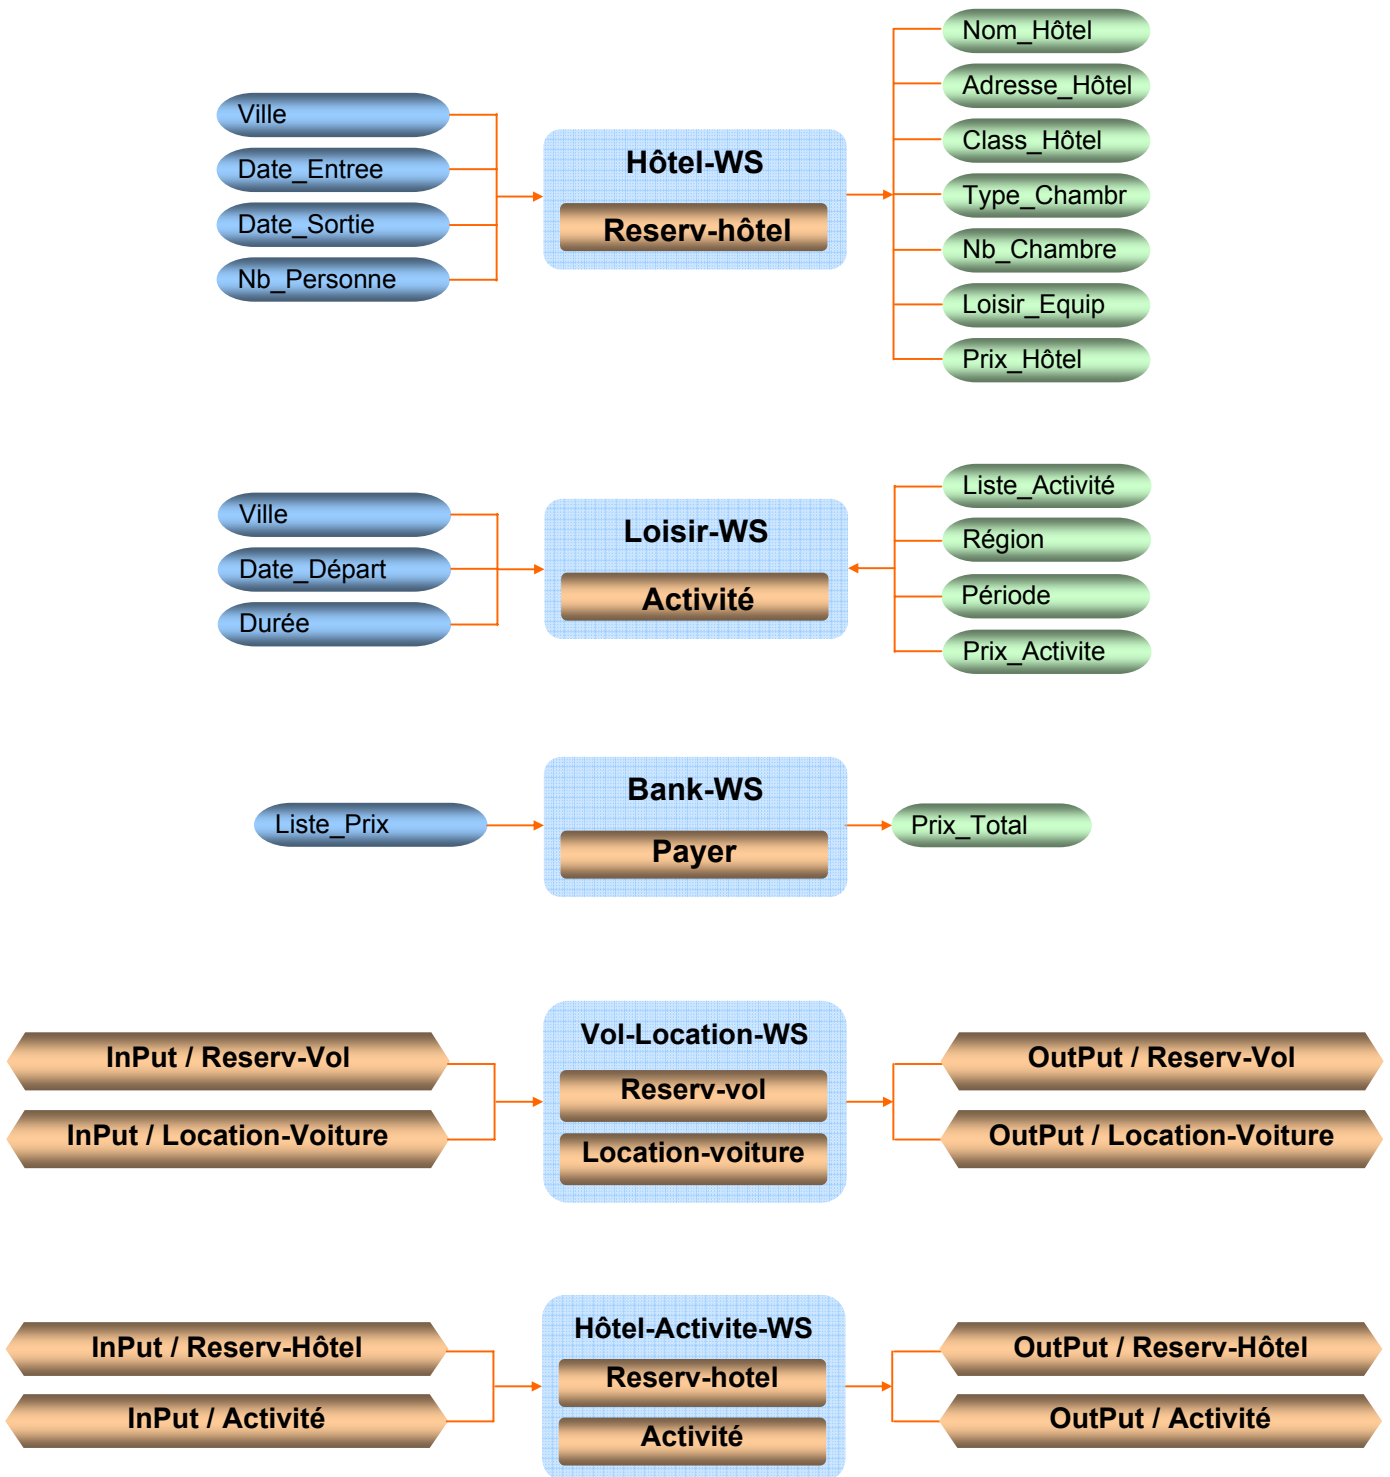 Ville
Date_Entree
Date_Sortie
Nb_Personne
Hôtel-WS
Reserv-hôtel
Nom_Hôtel
Adresse_Hôtel
Class_Hôtel
Type_Chambr
Nb_Chambre
Loisir_Equip
Prix_Hôtel
Ville
Date_Départ
Durée
Loisir-WS
Activité
Liste_Activité
Région
Période
Prix_Activite
Liste_Prix
Bank-WS
Payer
Prix_Total
InPut / Reserv-Vol
InPut / Location-Voiture
Vol-Location-WS
Reserv-vol
Location-voiture
OutPut / Reserv-Vol
OutPut / Location-Voiture
InPut / Reserv-Hôtel
InPut / Activité
Hôtel-Activite-WS
Reserv-hotel
Activité
OutPut / Reserv-Hôtel
OutPut / Activité